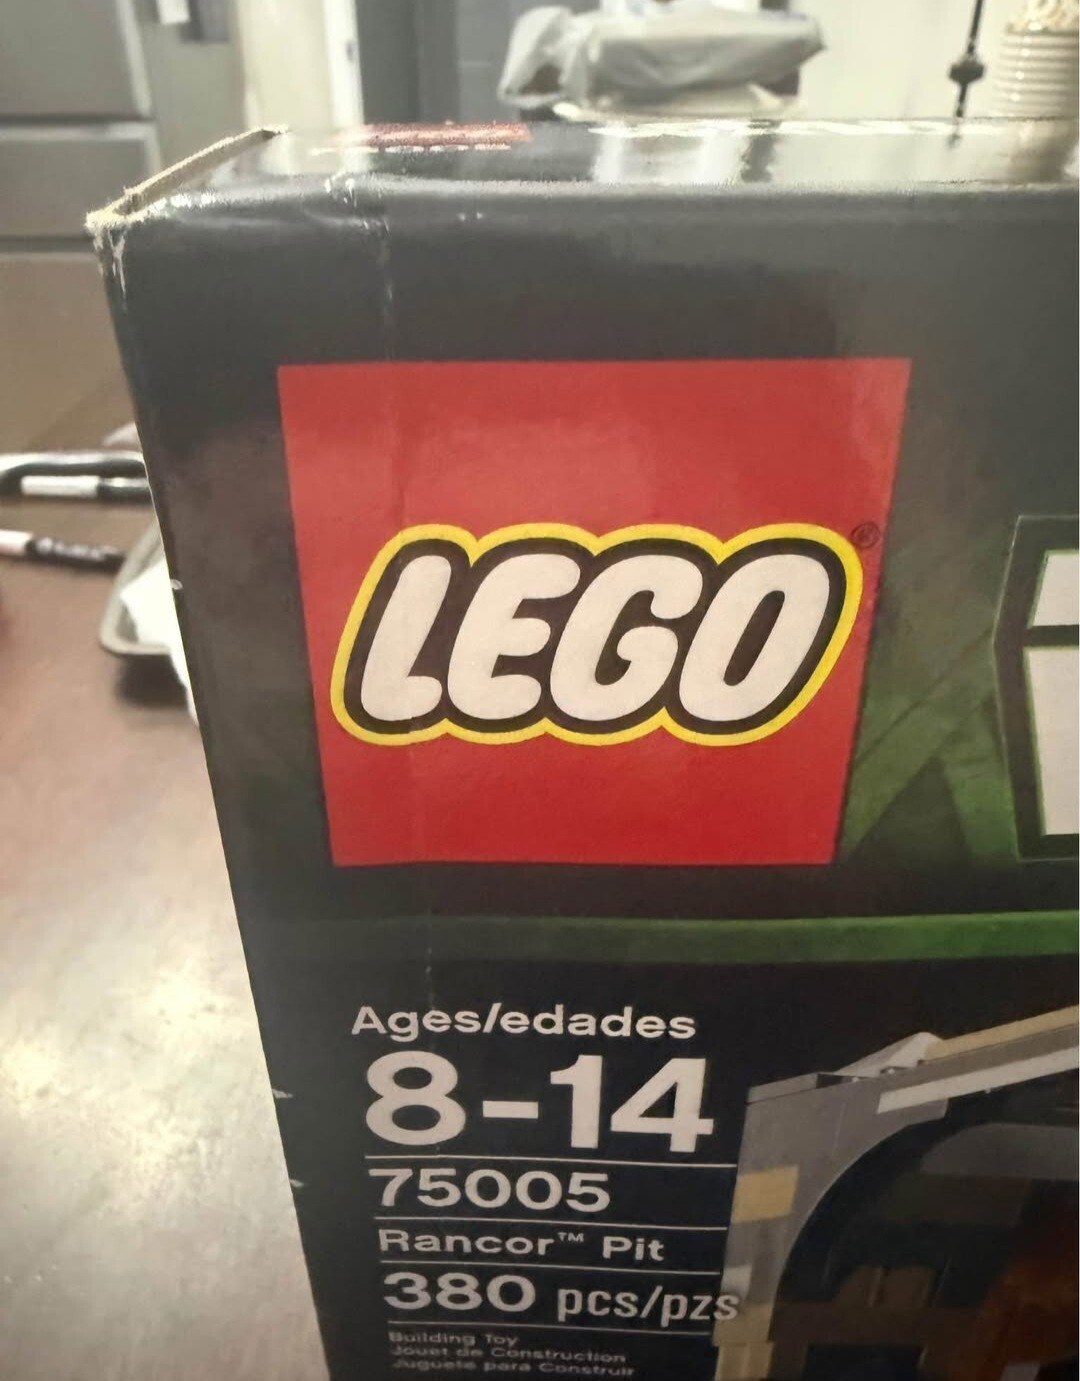 LEGO®
Ages/edades
8-14
75005
Rancor™ Pit
380 pcs/pzs
Building Toy
Jouet de Construction
Juguete para Construir